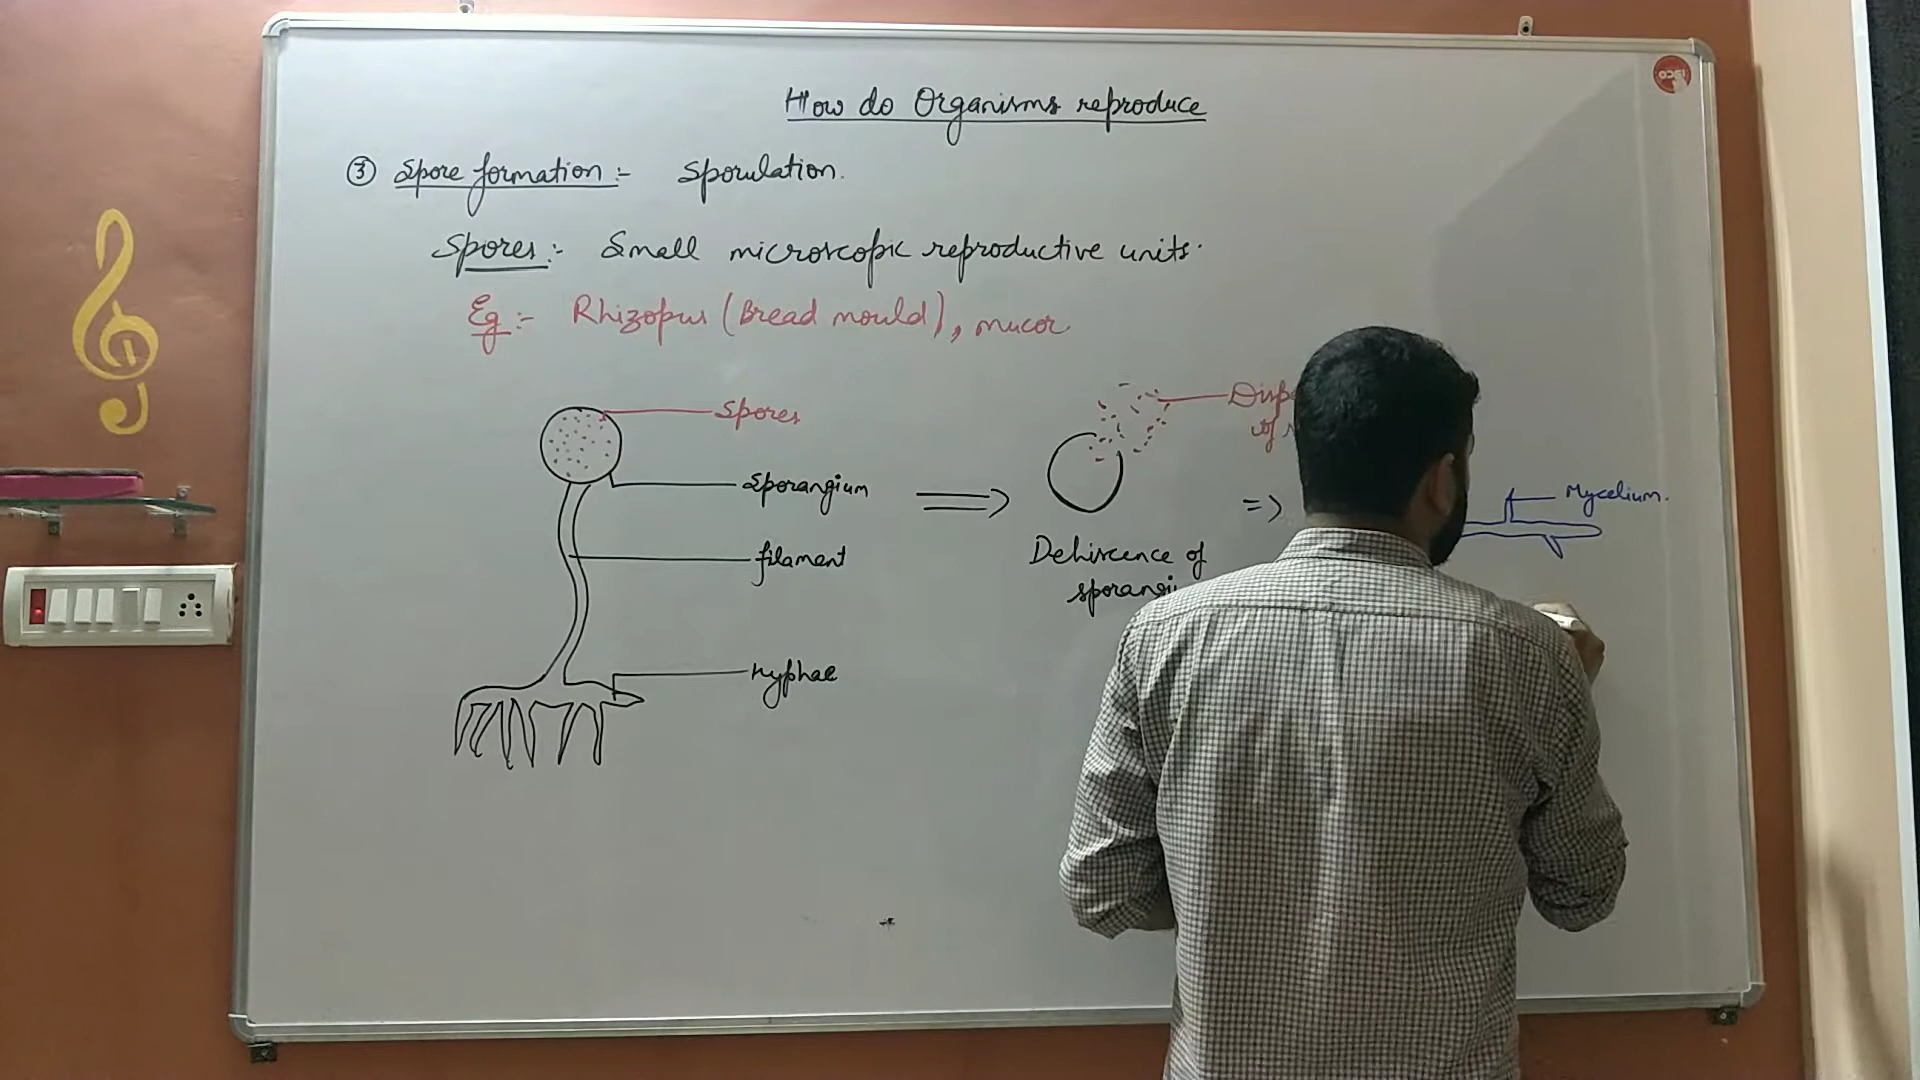 How do Organisms reproduce
③ Spore formation :- Sporulation.
Spores :- Small microscopic reproductive units.
Eg :- Rhizopus (Bread mould), mucor
Spores
Sporangium
filament
Hyphae
Dehiscence of
of
Mycelium.